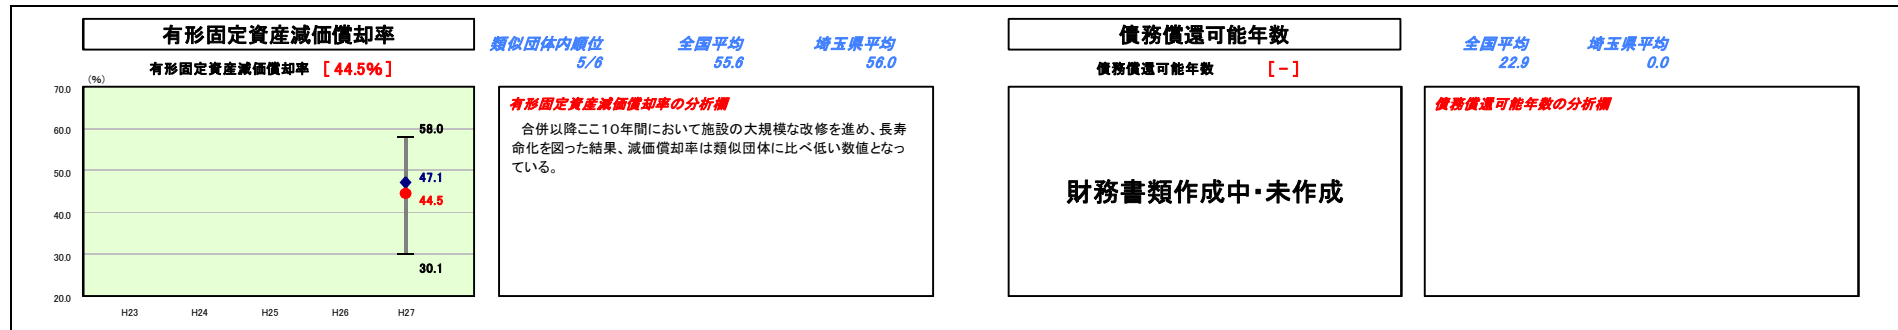 有形固定資産減価償却率
有形固定資産減価償却率 [ 44.5% ]
類似団体内順位
5/6
全国平均
55.6
埼玉県平均
56.0
(%)
70.0
60.0
50.0
40.0
30.0
20.0
58.0
47.1
44.5
30.1
H23 H24 H25 H26 H27
有形固定資産減価償却率の分析欄
合併以降ここ10年間において施設の大規模な改修を進め、長寿
命化を図った結果、減価償却率は類似団体に比べ低い数値となっ
ている。
債務償還可能年数
債務償還可能年数 [ - ]
全国平均
22.9
埼玉県平均
0.0
財務書類作成中・未作成
債務償還可能年数の分析欄